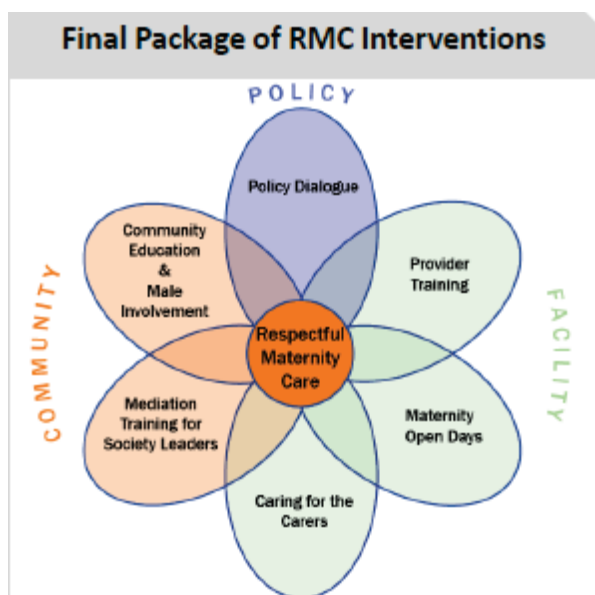 Final Package of RMC Interventions
POLICY
Policy Dialogue
Community
Education
&
Male
Involvement
Provider
Training
COMMUNITY
Respectful
Maternity
Care
FACILITY
Mediation
Training for
Society Leaders
Maternity
Open Days
Caring for the
Carers